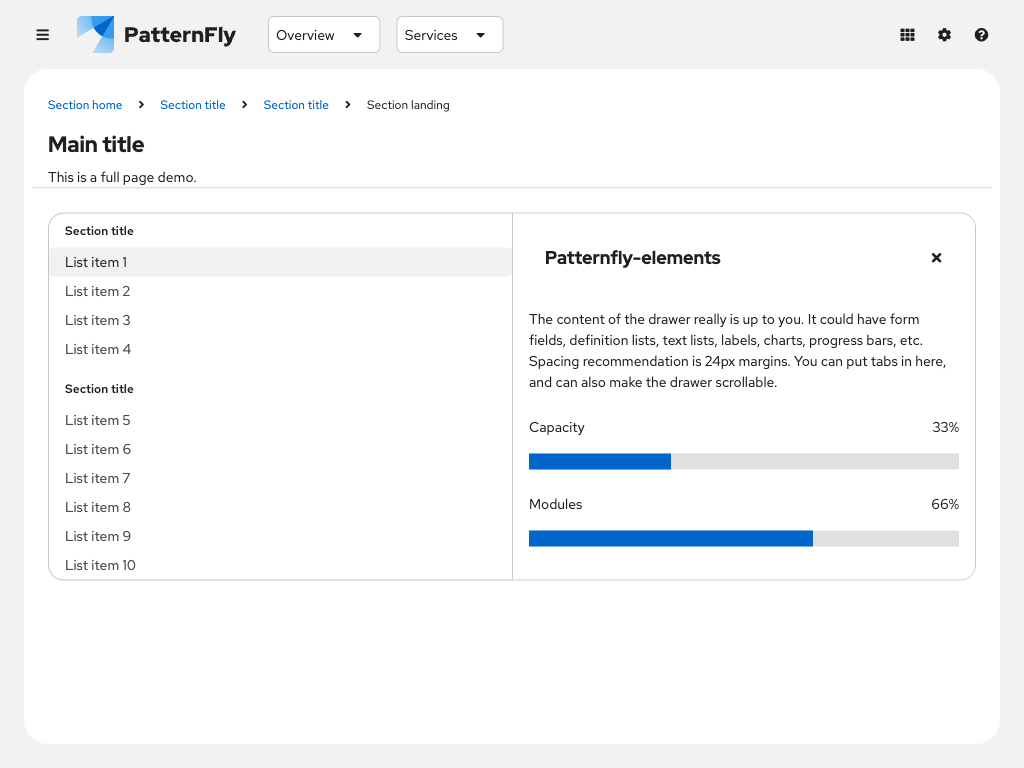 PatternFly
Overview
Services
Section home
Section title
Section title
Section landing
Main title
This is a full page demo.
Section title
List item 1
List item 2
List item 3
List item 4
Section title
List item 5
List item 6
List item 7
List item 8
List item 9
List item 10
Patternfly-elements
The content of the drawer really is up to you. It could have form
fields, definition lists, text lists, labels, charts, progress bars, etc.
Spacing recommendation is 24px margins. You can put tabs in here,
and can also make the drawer scrollable.
Capacity
33%
Modules
66%